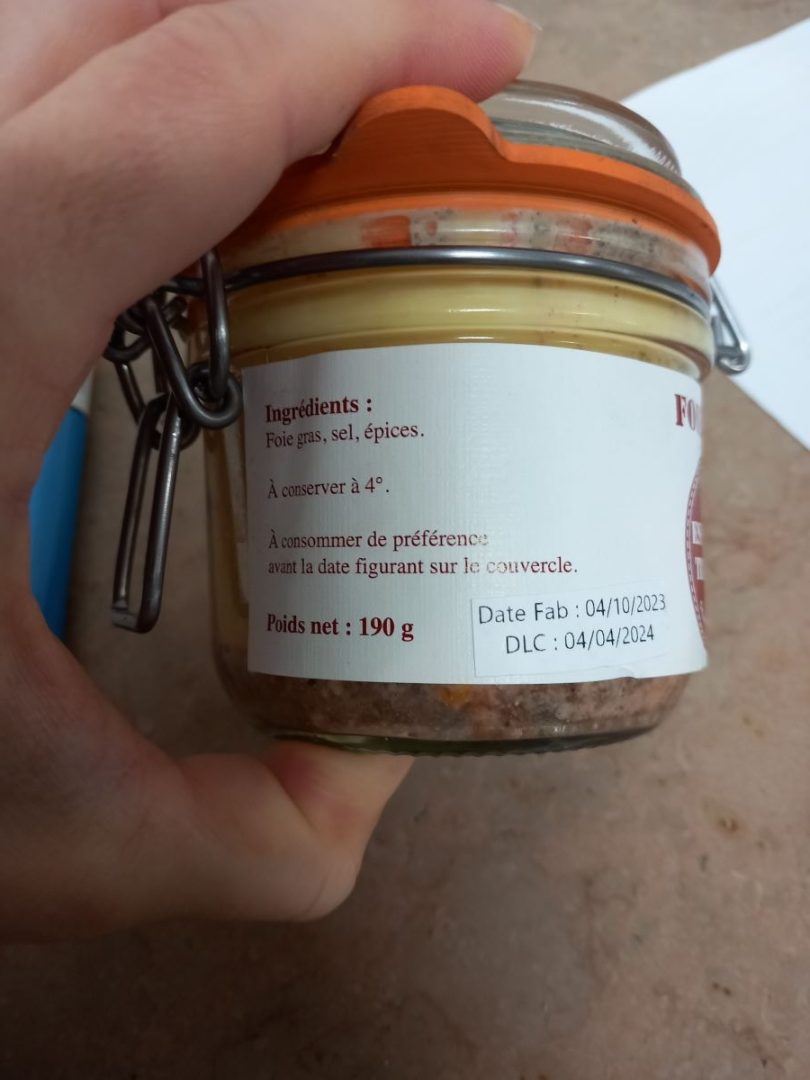 Ingrédients :
Foie gras, sel, épices.
À conserver à 4°.
À consommer de préférence
avant la date figurant sur le couvercle.
Poids net : 190 g
Date Fab : 04/10/2023
DLC : 04/04/2024